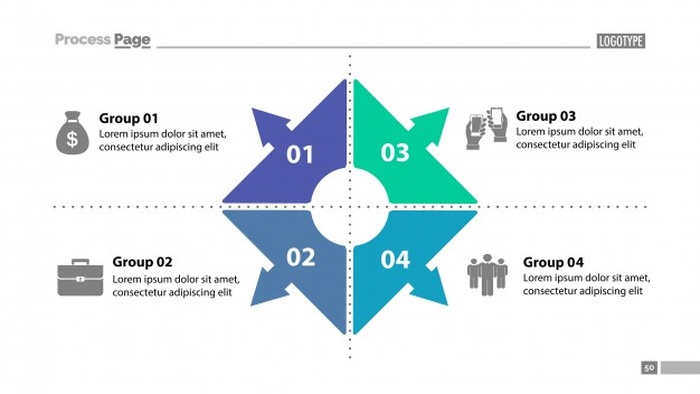 Process Page
LOGOTYPE
Group 01
Lorem ipsum dolor sit amet,
consectetur adipiscing elit
$
01
03
Group 03
Lorem ipsum dolor sit amet,
consectetur adipiscing elit
Group 02
Lorem ipsum dolor sit amet,
consectetur adipiscing elit
02
04
Group 04
Lorem ipsum dolor sit amet,
consectetur adipiscing elit
50